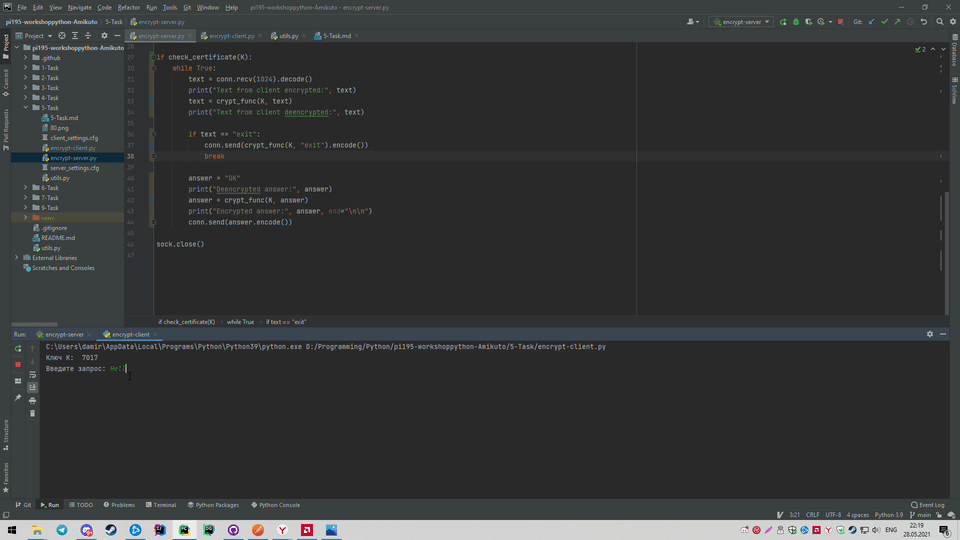 File Edit View Navigate Code Refactor Run Tools Git Window Help pi195-workshoppython-Amikuto - encrypt-server.py
pi195-workshoppython-Amikuto 5-Task encrypt-server.py encrypt-server Git:
Project
encrypt-server.py encrypt-client.py utils.py 5-Task.md
pi195-workshoppython-Amikuto
.github
1-Task
2-Task
3-Task
4-Task
5-Task
5-Task.md
80.png
client_settings.cfg
encrypt-client.py
encrypt-server.py
server_settings.cfg
utils.py
6-Task
7-Task
9-Task
venv
.gitignore
README.md
utils.py
External Libraries
Scratches and Consoles
Project
Commit
Pull Requests
Structure
Favorites
Database
SciView
2
28
29 if check_certificate(K):
30 while True:
31 text = conn.recv(1024).decode()
32 print("Text from client encrypted:", text)
33 text = crypt_func(K, text)
34 print("Text from client deencrypted:", text)
35
36 if text == "exit":
37 conn.send(crypt_func(K, "exit").encode())
38 break
39
40 answer = "OK"
41 print("Deencrypted answer:", answer)
42 answer = crypt_func(K, answer)
43 print("Encrypted answer:", answer, end="\n\n")
44 conn.send(answer.encode())
45
46 sock.close()
47
if check_certificate(K) while True if text == "exit"
Run: encrypt-server encrypt-client
C:\Users\damir\AppData\Local\Programs\Python\Python39\python.exe D:/Programming/Python/pi195-workshoppython-Amikuto/5-Task/encrypt-client.py
Ключ K: 7017
Введите запрос: Hell
Git Run TODO Problems Terminal Python Packages Python Console Event Log
3:21 CRLF UTF-8 4 spaces Python 3.9 main
ENG 22:19
28.05.2021